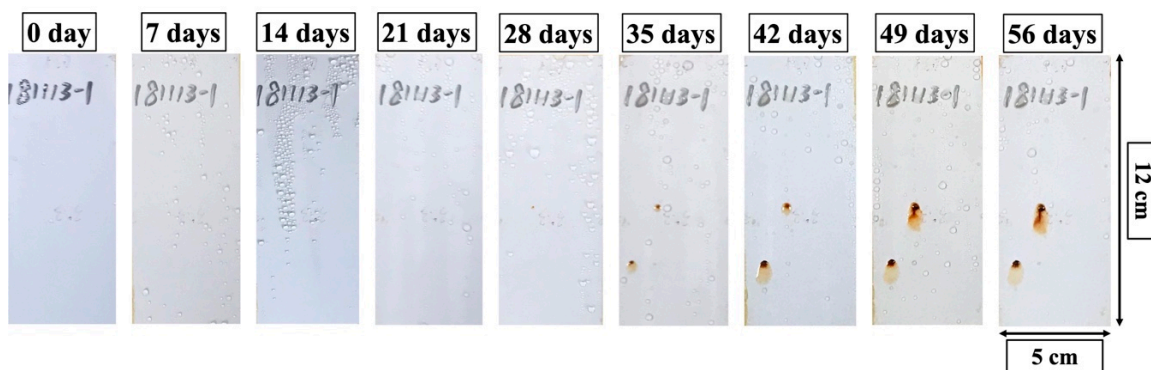 0 day
7 days
14 days
21 days
28 days
35 days
42 days
49 days
56 days
181113-1
181113-1
181113-1
181113-1
181113-1
181113-1
181113-1
181113-1
181113-1
12 cm
5 cm